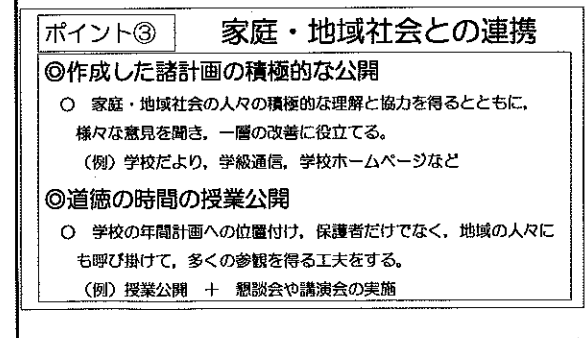 ポイント③ 家庭・地域社会との連携
◎作成した諸計画の積極的な公開
○ 家庭・地域社会の人々の積極的な理解と協力を得るとともに，
様々な意見を聞き，一層の改善に役立てる。
（例）学校だより，学級通信，学校ホームページなど
◎道徳の時間の授業公開
○ 学校の年間計画への位置付け，保護者だけでなく，地域の人々に
も呼び掛けて，多くの参観を得る工夫をする。
（例）授業公開 ＋ 懇談会や講演会の実施